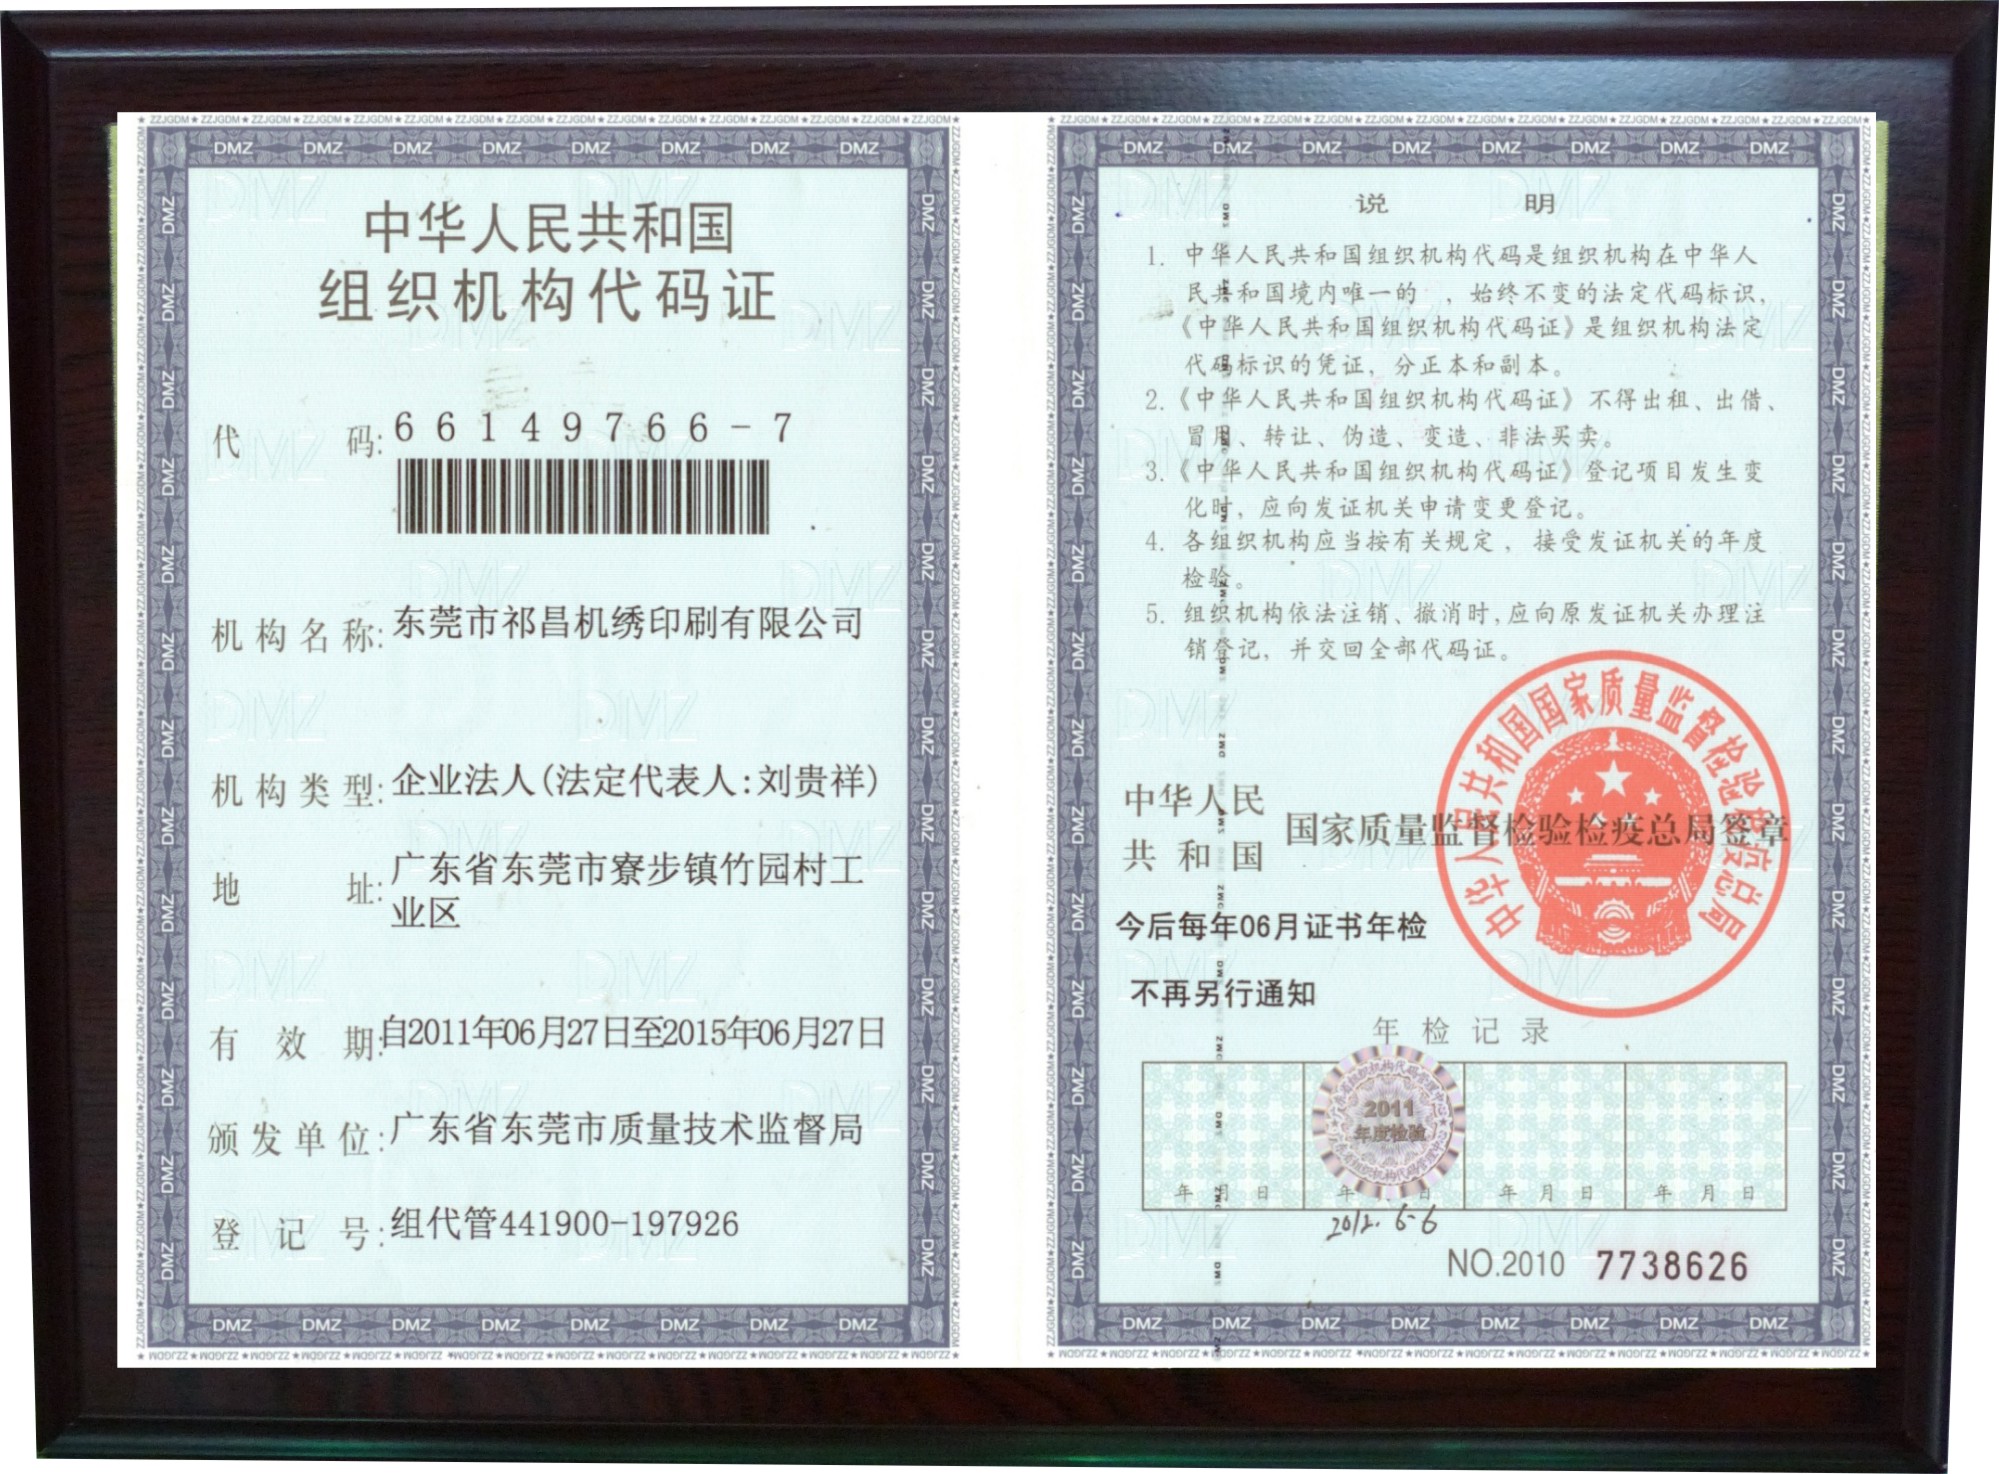 中华人民共和国
组织机构代码证
代 码: 66149766-7
机构名称: 东莞市祁昌机绣印刷有限公司
机构类型: 企业法人(法定代表人:刘贵祥)
地 址: 广东省东莞市寮步镇竹园村工
业区
有 效 期: 自2011年06月27日至2015年06月27日
颁发单位: 广东省东莞市质量技术监督局
登 记 号: 组代管441900-197926
说 明
1. 中华人民共和国组织机构代码是组织机构在中华人
民共和国境内唯一的 ，始终不变的法定代码标识，
《中华人民共和国组织机构代码证》是组织机构法定
代码标识的凭证，分正本和副本。
2.《中华人民共和国组织机构代码证》不得出租、出借、
冒用、转让、伪造、变造、非法买卖。
3.《中华人民共和国组织机构代码证》登记项目发生变
化时，应向发证机关申请变更登记。
4. 各组织机构应当按有关规定，接受发证机关的年度
检验。
5. 组织机构依法注销、撤消时,应向原发证机关办理注
销登记，并交回全部代码证。
中华人民共和国国家质量监督检验检疫总局
中华人民
共和国 国家质量监督检验检疫总局签章
今后每年06月证书年检
不再另行通知
年检记录
2011
年度检验
年 月 日 年 日 年 月 日 年 月 日
2012. 6-6
NO.2010 7738626
DMZ
ZZJGDM